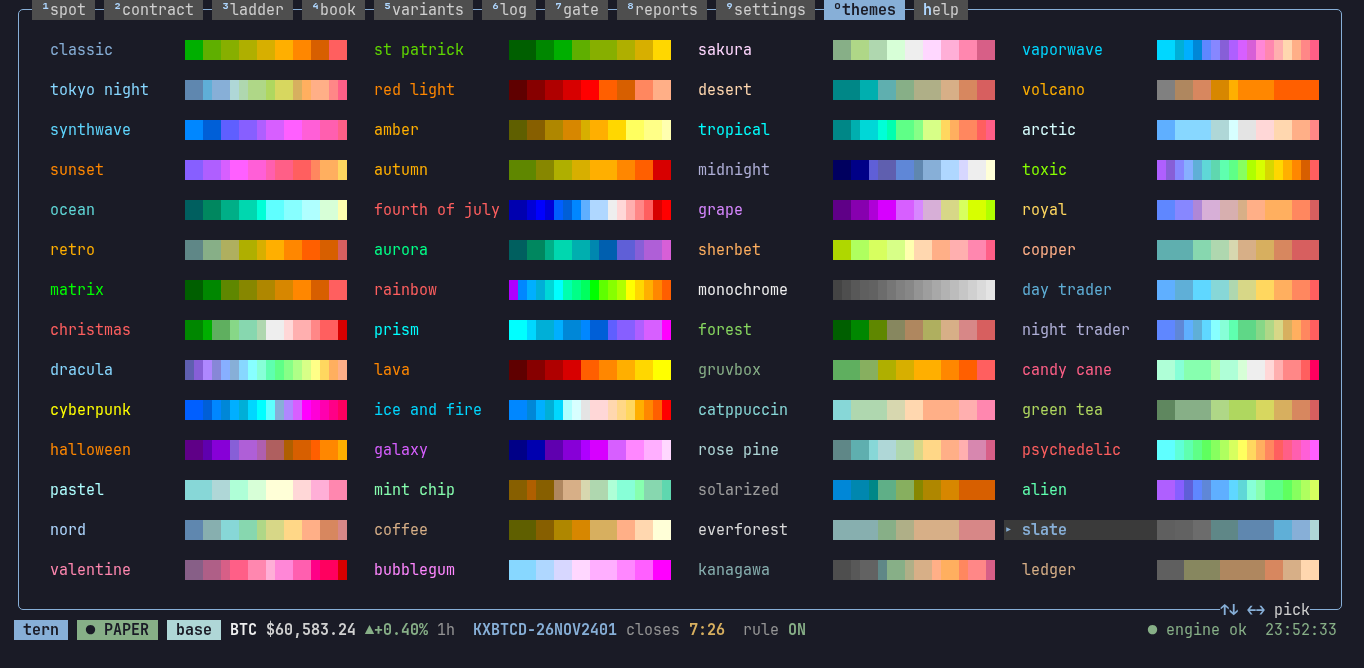 ¹spot ²contract ³ladder ⁴book ⁵variants ⁶log ⁷gate ⁸reports ⁹settings ⁰themes help
classic st patrick sakura vaporwave
tokyo night red light desert volcano
synthwave amber tropical arctic
sunset autumn midnight toxic
ocean fourth of july grape royal
retro aurora sherbet copper
matrix rainbow monochrome day trader
christmas prism forest night trader
dracula lava gruvbox candy cane
cyberpunk ice and fire catppuccin green tea
halloween galaxy rose pine psychedelic
pastel mint chip solarized alien
nord coffee everforest ▸ slate
valentine bubblegum kanagawa ledger
↑↓ ↔ pick
tern ● PAPER base BTC $60,583.24 ▲+0.40% 1h KXBTCD-26NOV2401 closes 7:26 rule ON ● engine ok 23:52:33